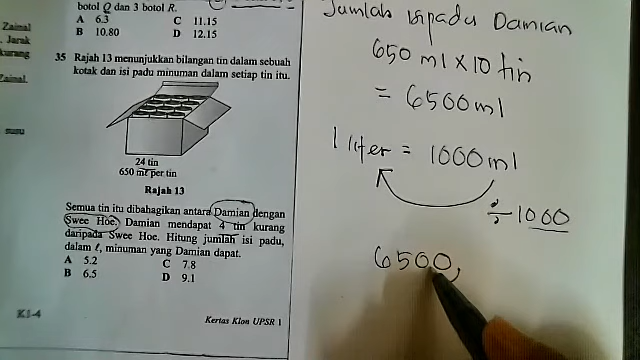 Zainal
Jarak
kurang
Zainal
susu
botol Q dan 3 botol R.
A 6.3 C 11.15
B 10.80 D 12.15
35 Rajah 13 menunjukkan bilangan tin dalam sebuah
kotak dan isi padu minuman dalam setiap tin itu.
24 tin
650 mℓ per tin
Rajah 13
Semua tin itu dibahagikan antara Damian dengan
Swee Hoe. Damian mendapat 4 tin kurang
daripada Swee Hoe. Hitung jumlah isi padu,
dalam ℓ, minuman yang Damian dapat.
A 5.2 C 7.8
B 6.5 D 9.1
K1-4
Kertas Klon UPSR 1
Jumlah isipadu Damian
650 ml × 10 tin
= 6500 ml
1 liter = 1000 ml
÷ 1000
6500,